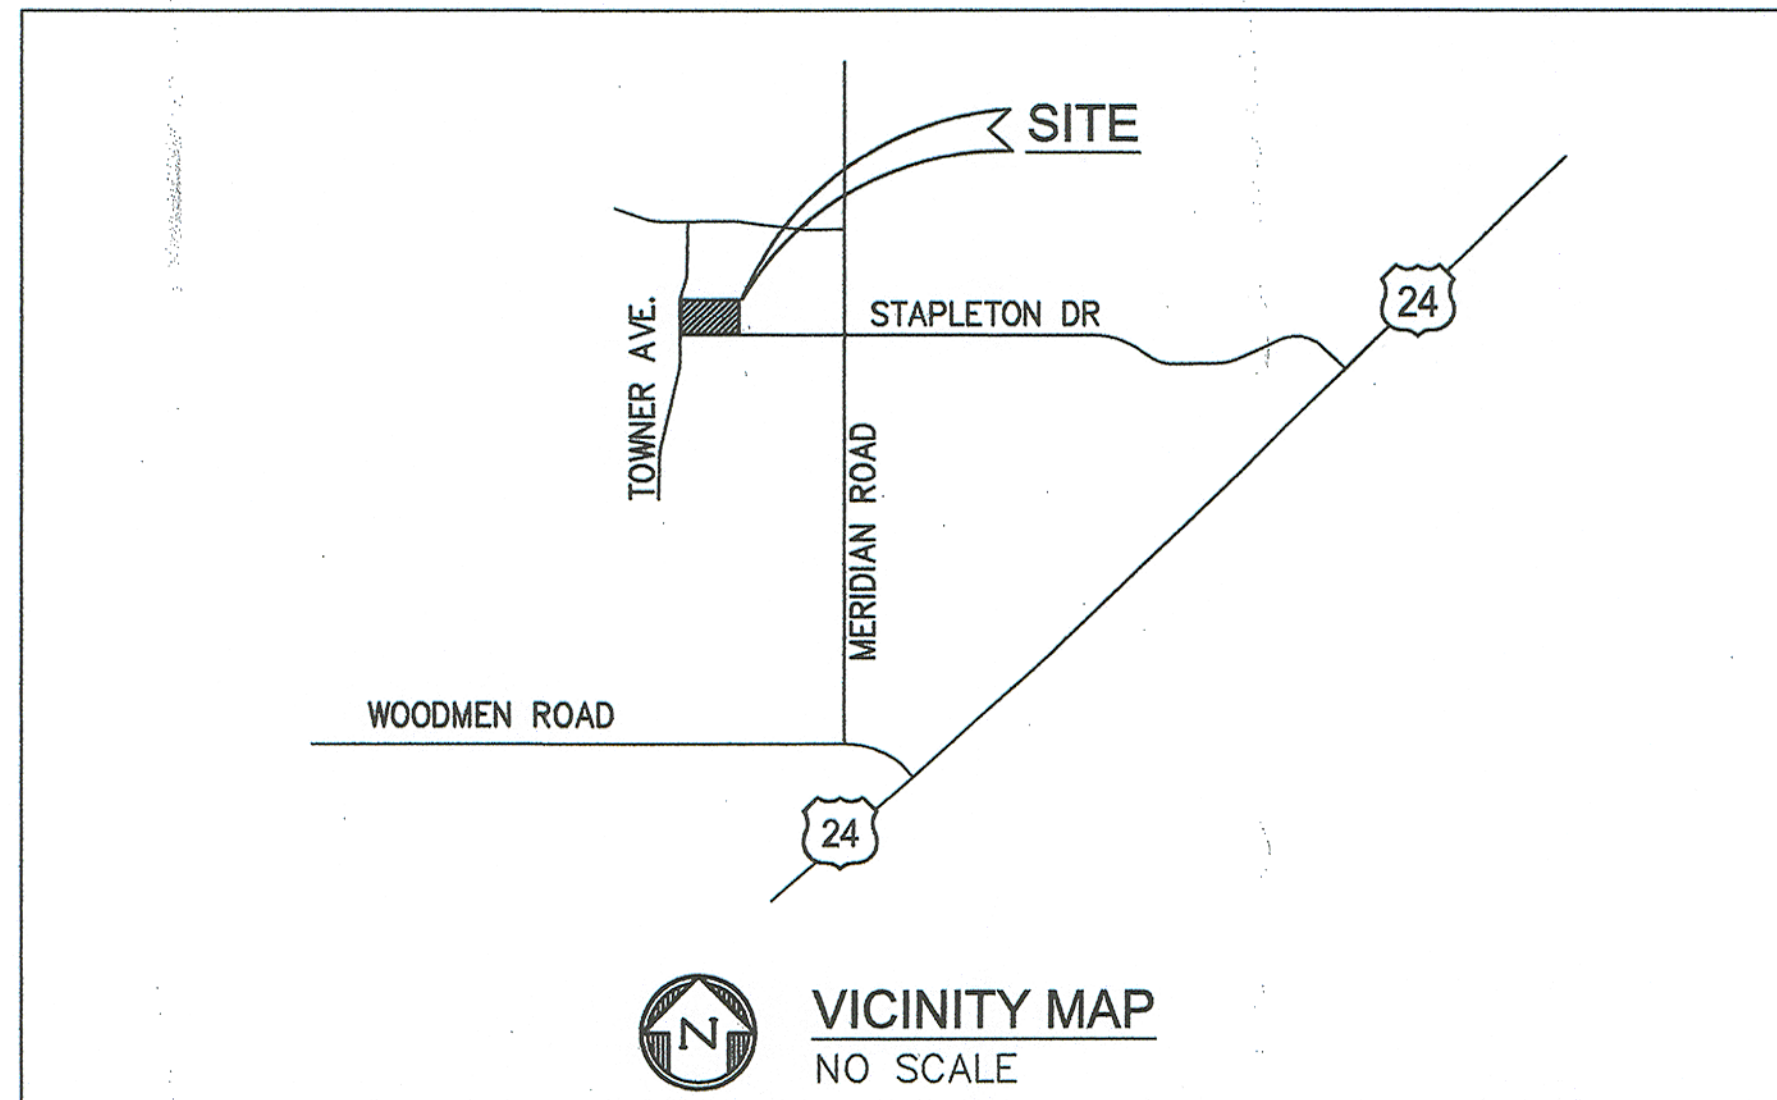 SITE
24
STAPLETON DR
TOWNER AVE.
MERIDIAN ROAD
WOODMEN ROAD
24
N
VICINITY MAP
NO SCALE